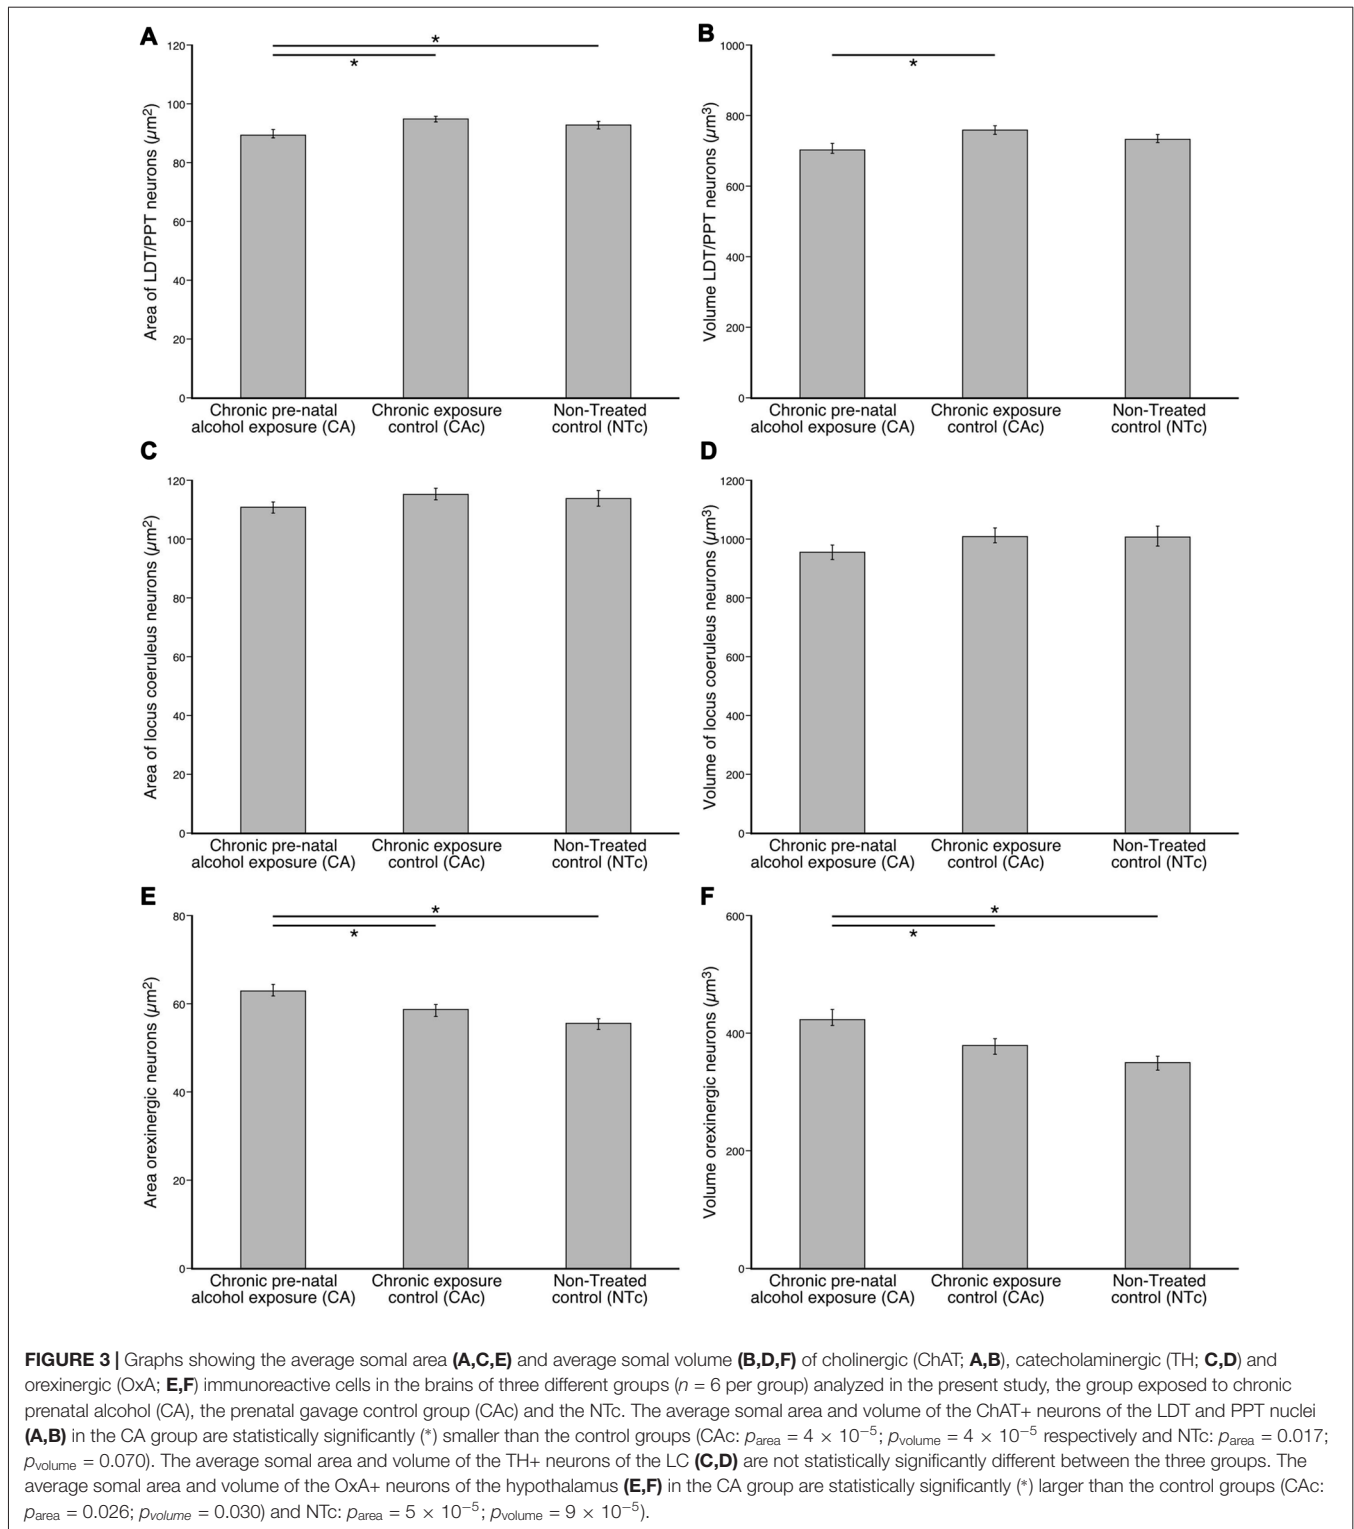 A
Area of LDT/PPT neurons (µm²)
120
100
80
60
40
20
0
*
*
Chronic pre-natal
alcohol exposure (CA)
Chronic exposure
control (CAc)
Non-Treated
control (NTc)
B
Volume LDT/PPT neurons (µm³)
1000
800
600
400
200
0
*
Chronic pre-natal
alcohol exposure (CA)
Chronic exposure
control (CAc)
Non-Treated
control (NTc)
C
Area of locus coeruleus neurons (µm²)
120
100
80
60
40
20
0
Chronic pre-natal
alcohol exposure (CA)
Chronic exposure
control (CAc)
Non-Treated
control (NTc)
D
Volume of locus coeruleus neurons (µm³)
1200
1000
800
600
400
200
0
Chronic pre-natal
alcohol exposure (CA)
Chronic exposure
control (CAc)
Non-Treated
control (NTc)
E
Area orexinergic neurons (µm²)
80
60
40
20
0
*
*
Chronic pre-natal
alcohol exposure (CA)
Chronic exposure
control (CAc)
Non-Treated
control (NTc)
F
Volume orexinergic neurons (µm³)
600
400
200
0
*
*
Chronic pre-natal
alcohol exposure (CA)
Chronic exposure
control (CAc)
Non-Treated
control (NTc)
FIGURE 3 | Graphs showing the average somal area (A,C,E) and average somal volume (B,D,F) of cholinergic (ChAT; A,B), catecholaminergic (TH; C,D) and
orexinergic (OxA; E,F) immunoreactive cells in the brains of three different groups (n = 6 per group) analyzed in the present study, the group exposed to chronic
prenatal alcohol (CA), the prenatal gavage control group (CAc) and the NTc. The average somal area and volume of the ChAT+ neurons of the LDT and PPT nuclei
(A,B) in the CA group are statistically significantly (*) smaller than the control groups (CAc: p_area = 4 × 10⁻⁵; p_volume = 4 × 10⁻⁵ respectively and NTc: p_area = 0.017;
p_volume = 0.070). The average somal area and volume of the TH+ neurons of the LC (C,D) are not statistically significantly different between the three groups. The
average somal area and volume of the OxA+ neurons of the hypothalamus (E,F) in the CA group are statistically significantly (*) larger than the control groups (CAc:
p_area = 0.026; p_volume = 0.030) and NTc: p_area = 5 × 10⁻⁵; p_volume = 9 × 10⁻⁵).